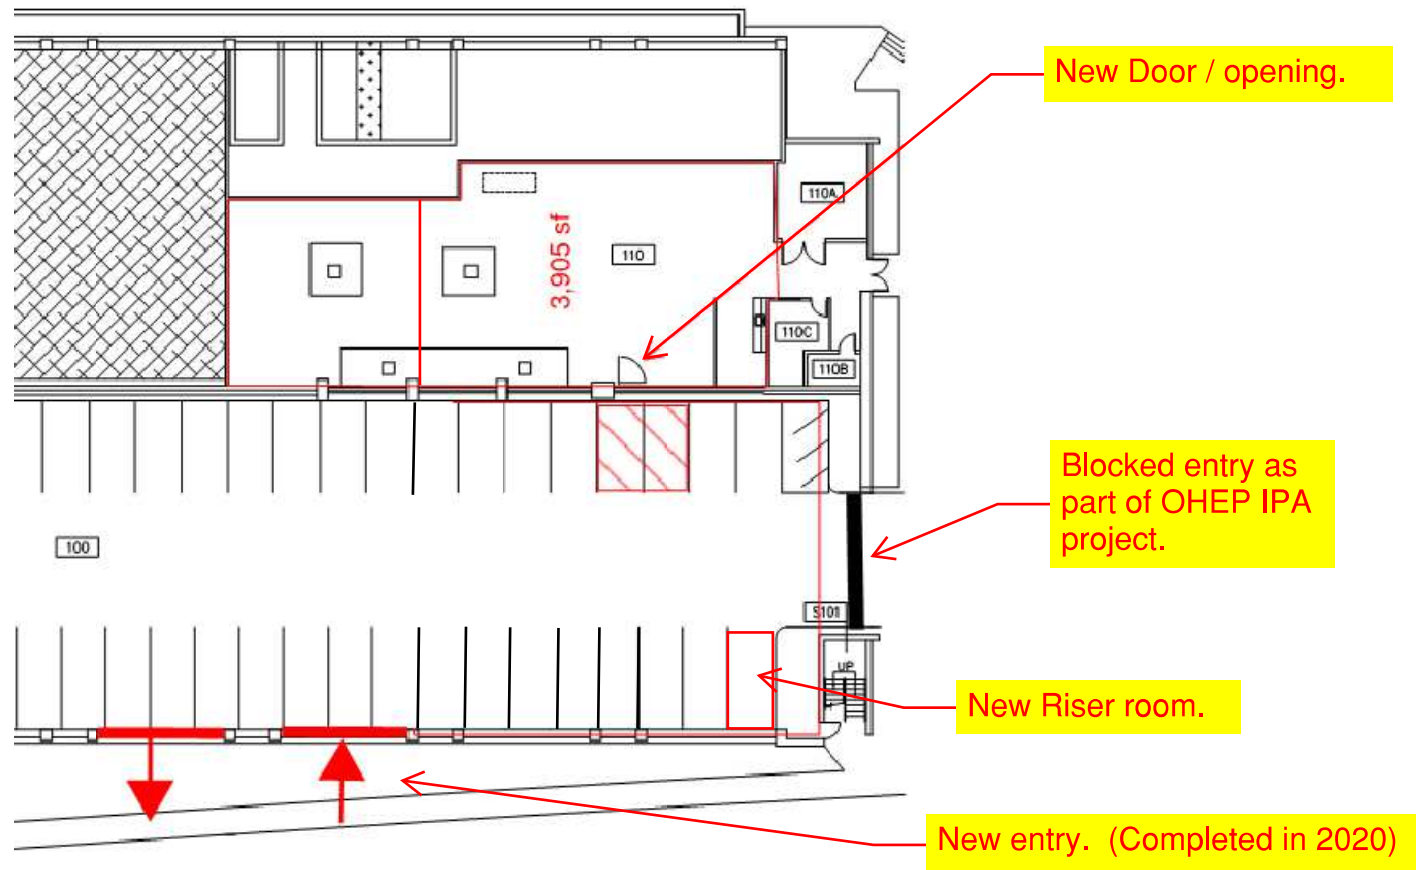 New Door / opening.
110A
3,905 sf
110
110C
110B
Blocked entry as
part of OHEP IPA
project.
100
S101
UP
New Riser room.
New entry.  (Completed in 2020)